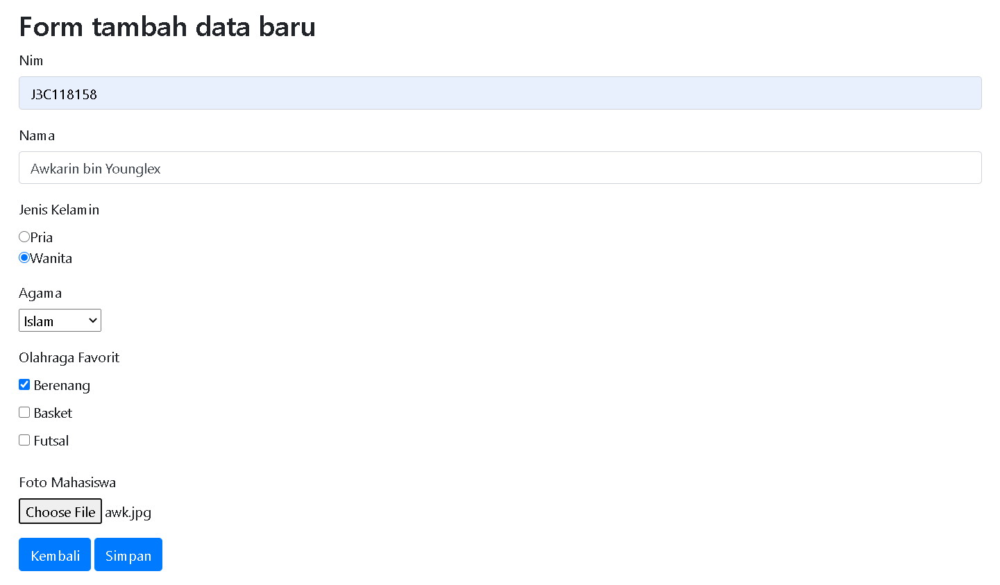 Form tambah data baru
Nim
J3C118158
Nama
Awkarin bin Younglex
Jenis Kelamin
Pria
Wanita
Agama
Islam
Olahraga Favorit
Berenang
Basket
Futsal
Foto Mahasiswa
Choose File awk.jpg
Kembali Simpan